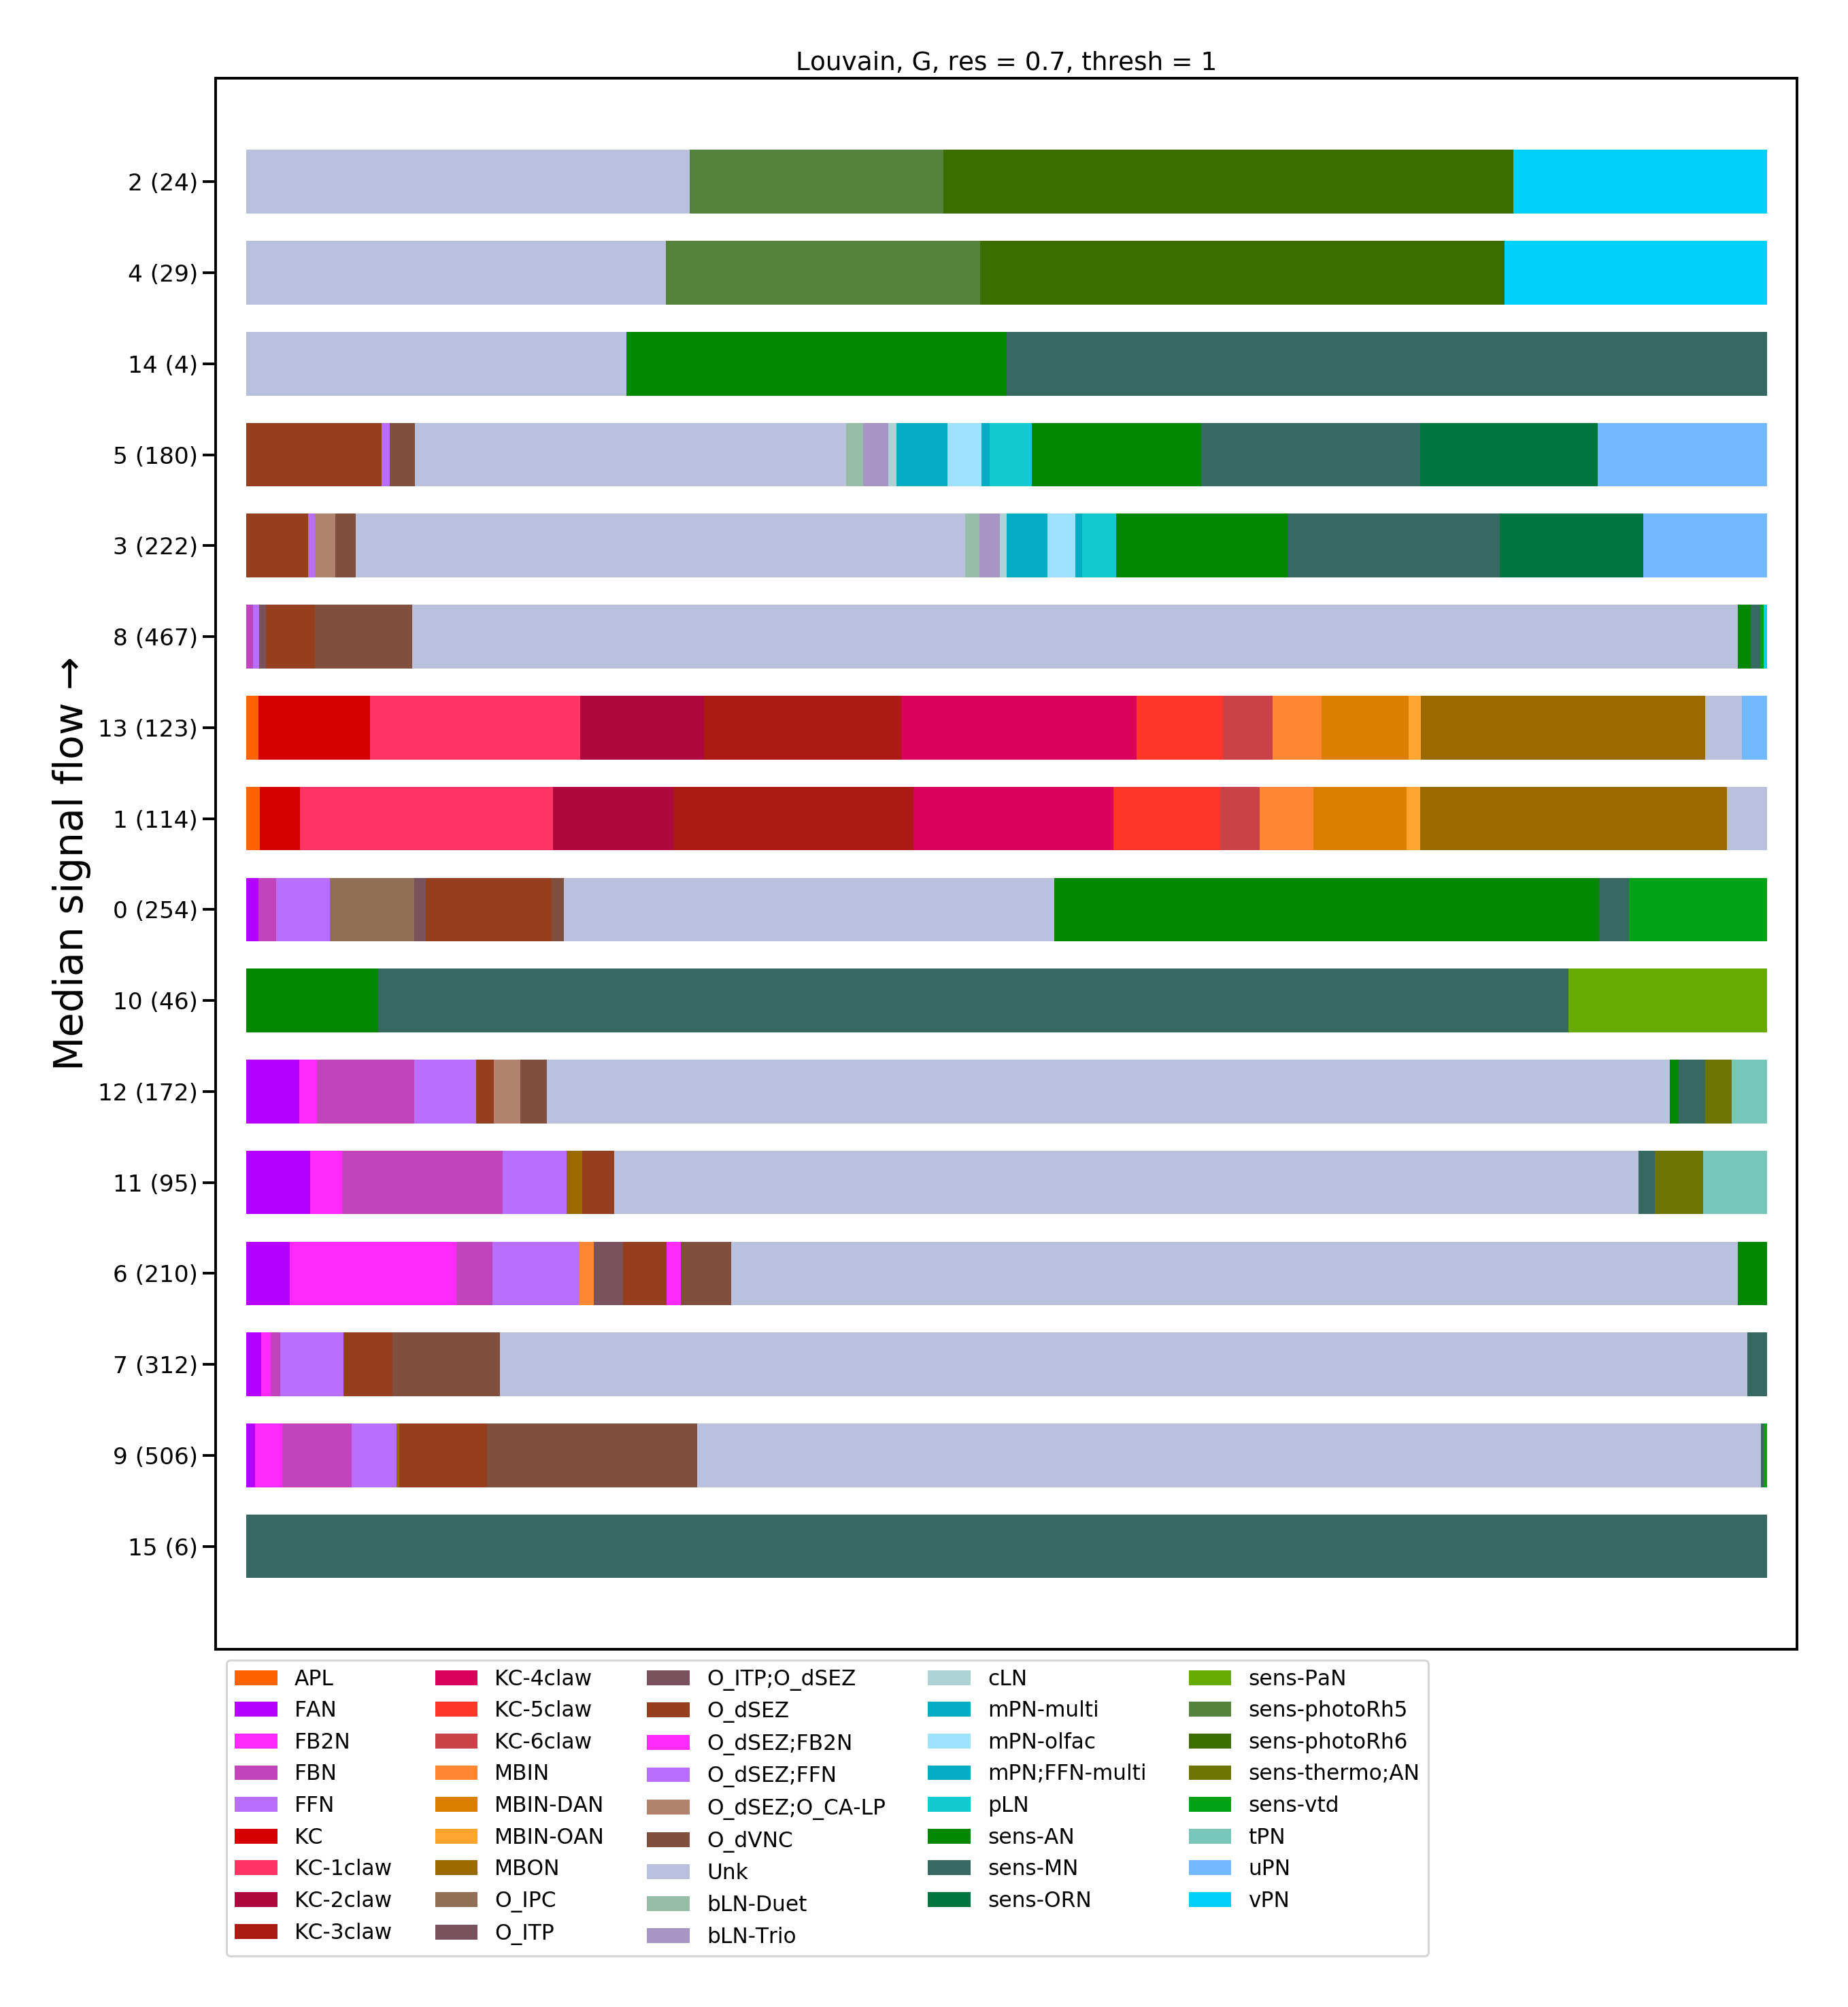 Louvain, G, res = 0.7, thresh = 1
Median signal flow →
2 (24)
4 (29)
14 (4)
5 (180)
3 (222)
8 (467)
13 (123)
1 (114)
0 (254)
10 (46)
12 (172)
11 (95)
6 (210)
7 (312)
9 (506)
15 (6)
APL
FAN
FB2N
FBN
FFN
KC
KC-1claw
KC-2claw
KC-3claw
KC-4claw
KC-5claw
KC-6claw
MBIN
MBIN-DAN
MBIN-OAN
MBON
O_IPC
O_ITP
O_ITP;O_dSEZ
O_dSEZ
O_dSEZ;FB2N
O_dSEZ;FFN
O_dSEZ;O_CA-LP
O_dVNC
Unk
bLN-Duet
bLN-Trio
cLN
mPN-multi
mPN-olfac
mPN;FFN-multi
pLN
sens-AN
sens-MN
sens-ORN
sens-PaN
sens-photoRh5
sens-photoRh6
sens-thermo;AN
sens-vtd
tPN
uPN
vPN